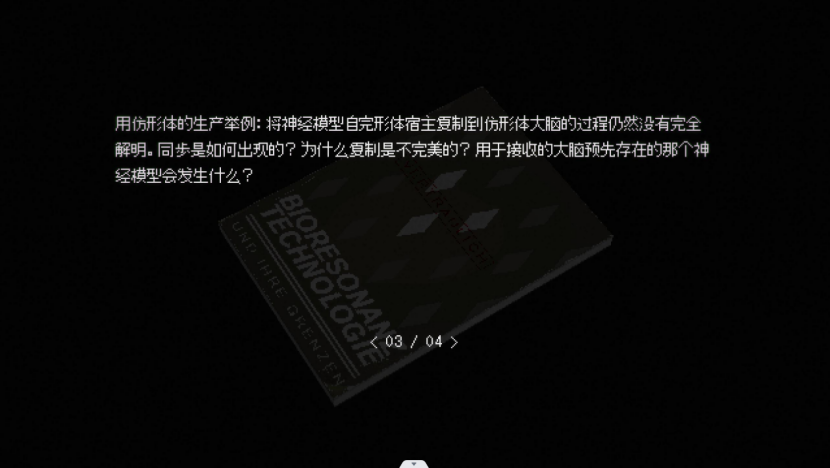 用仿形体的生产举例：将神经模型自完形体宿主复制到仿形体大脑的过程仍然没有完全
解明。同步是如何出现的？为什么复制是不完美的？用于接收的大脑预先存在的那个神
经模型会发生什么？
BIORESONANZ
TECHNOLOGIE
UND IHRE GRENZEN
< 03 / 04 >